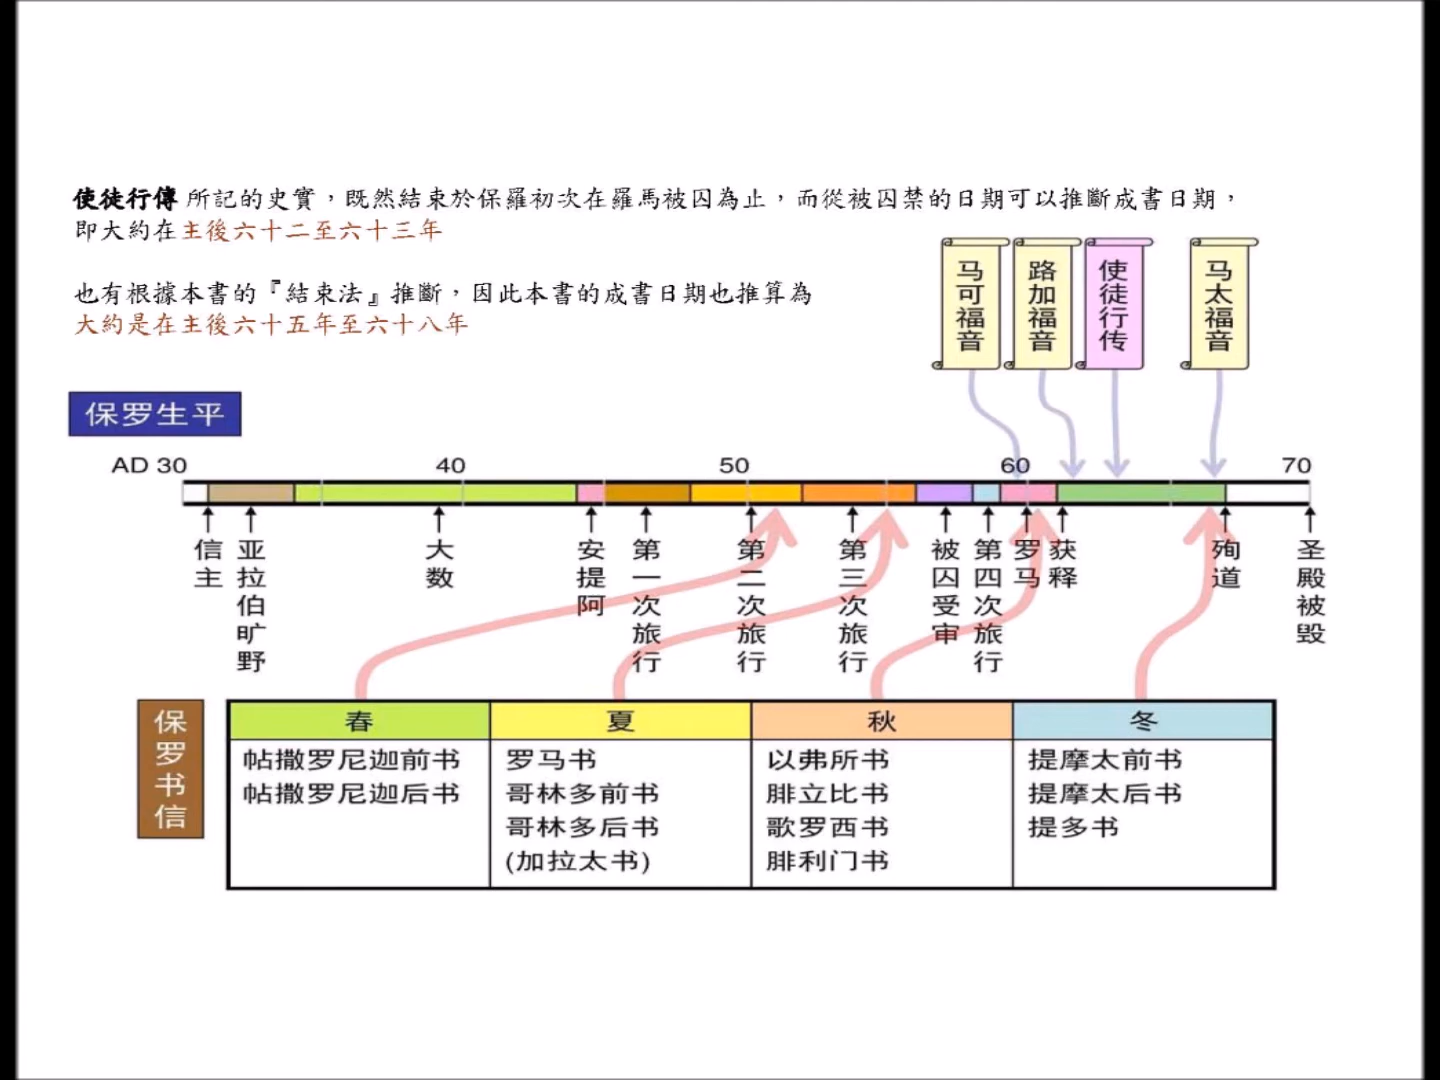 使徒行傳 所記的史實，既然結束於保羅初次在羅馬被囚為止，而從被囚禁的日期可以推斷成書日期，
即大約在主後六十二至六十三年
也有根據本書的『結束法』推斷，因此本書的成書日期也推算為
大約是在主後六十五年至六十八年
马可福音
路加福音
使徒行传
马太福音
保罗生平
AD 30 40 50 60 70
信主
亚拉伯旷野
大数
安提阿
第一次旅行
第二次旅行
第三次旅行
被囚受审
第四次旅行
罗马
获释
殉道
圣殿被毁
保罗书信
春
帖撒罗尼迦前书
帖撒罗尼迦后书
夏
罗马书
哥林多前书
哥林多后书
(加拉太书)
秋
以弗所书
腓立比书
歌罗西书
腓利门书
冬
提摩太前书
提摩太后书
提多书